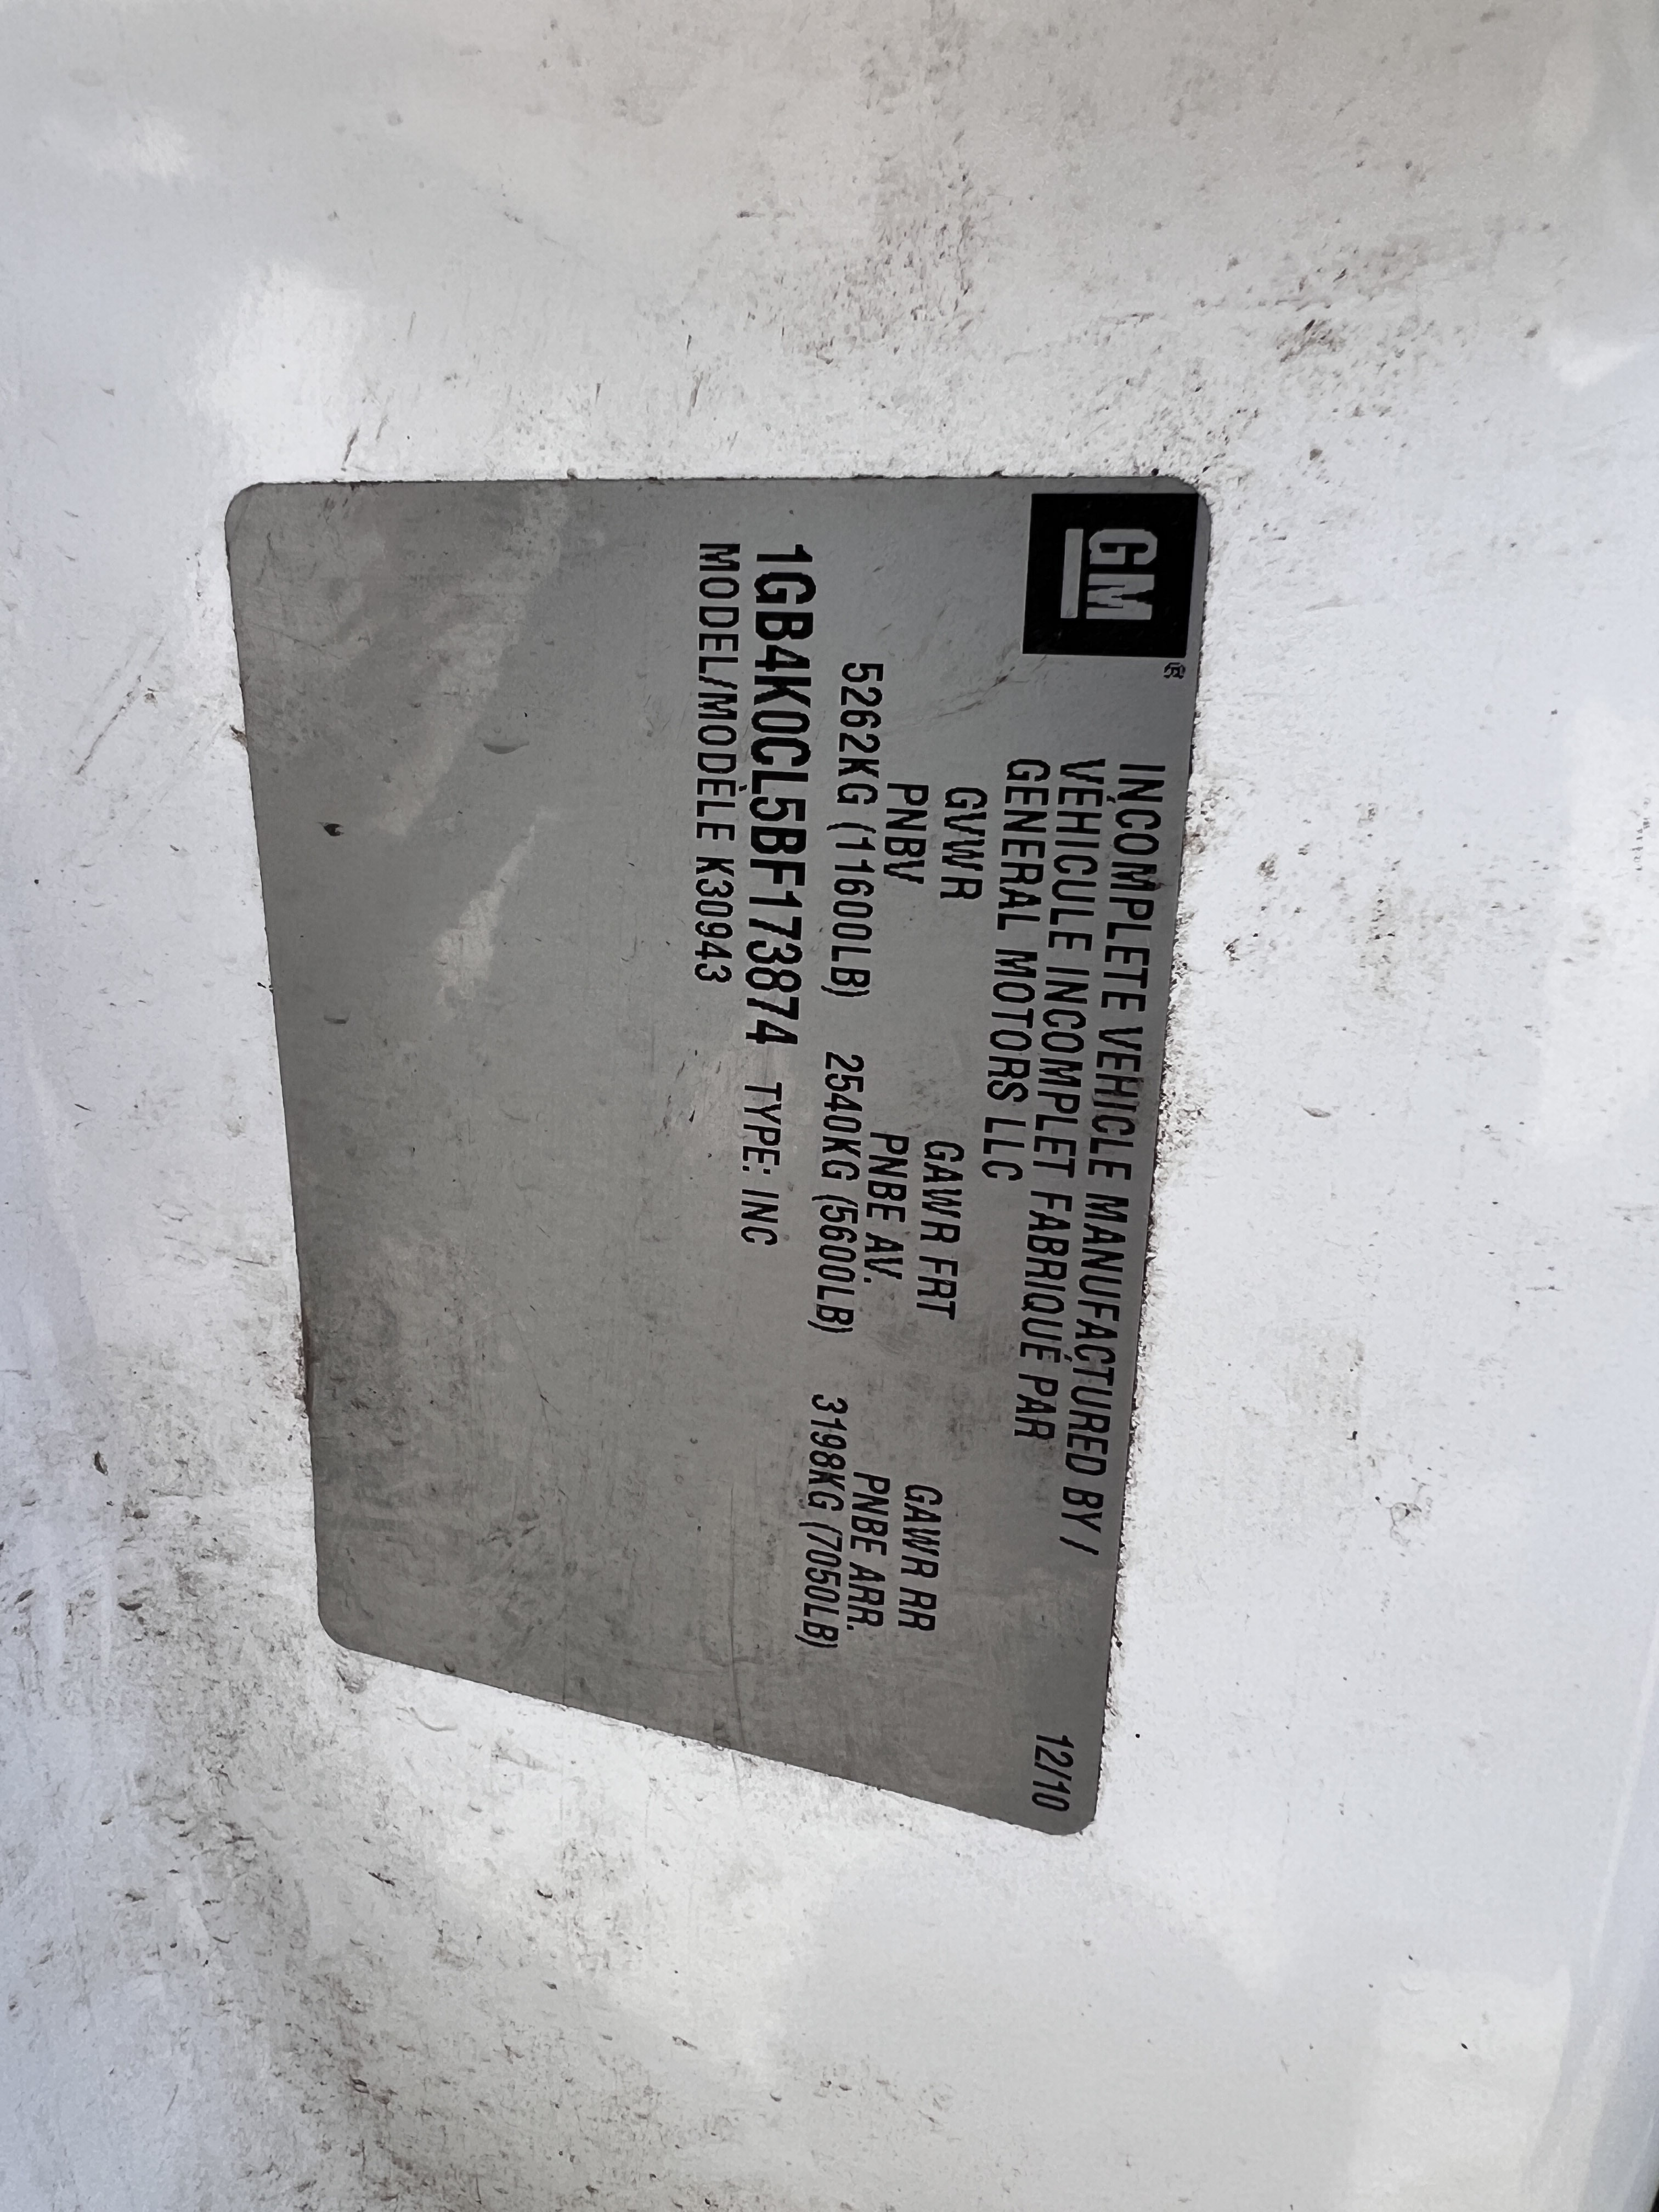 GM®
INCOMPLETE VEHICLE MANUFACTURED BY /
VÉHICULE INCOMPLET FABRIQUÉ PAR
GENERAL MOTORS LLC
12/10
GVWR GAWR FRT GAWR RR
PNBV PNBE AV. PNBE ARR.
5262KG (11600LB) 2540KG (5600LB) 3198KG (7050LB)
1GB4K0CL5BF173874 TYPE: INC
MODEL/MODÈLE K30943